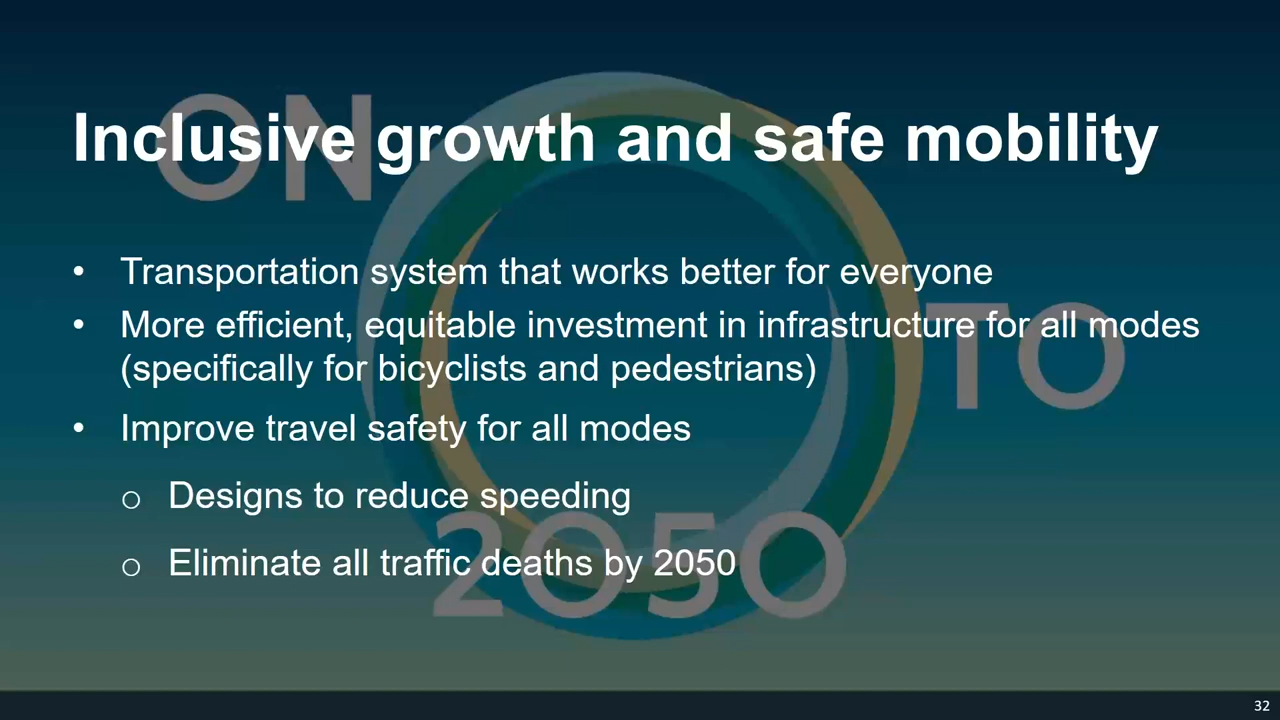 Inclusive growth and safe mobility
• Transportation system that works better for everyone
• More efficient, equitable investment in infrastructure for all modes
(specifically for bicyclists and pedestrians)
• Improve travel safety for all modes
o Designs to reduce speeding
o Eliminate all traffic deaths by 2050
ON
TO
2050
32